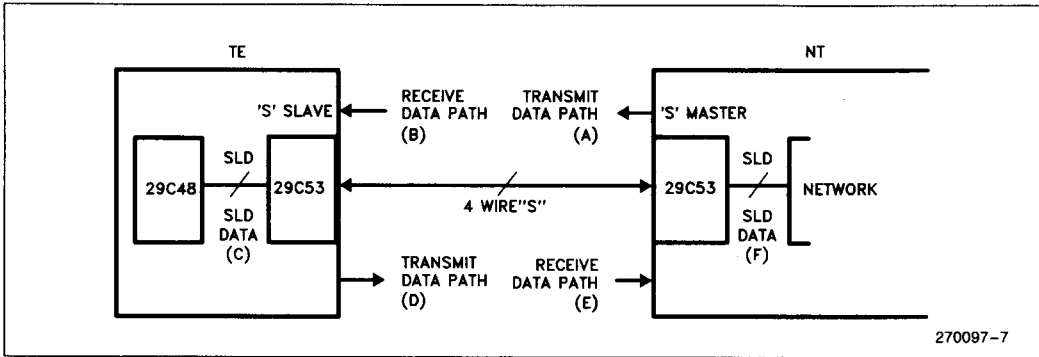 TE
NT
'S' SLAVE
RECEIVE
DATA PATH
(B)
TRANSMIT
DATA PATH
(A)
'S' MASTER
29C48
SLD
SLD
DATA
(C)
29C53
4 WIRE"S"
29C53
SLD
SLD
DATA
(F)
NETWORK
TRANSMIT
DATA PATH
(D)
RECEIVE
DATA PATH
(E)
270097-7